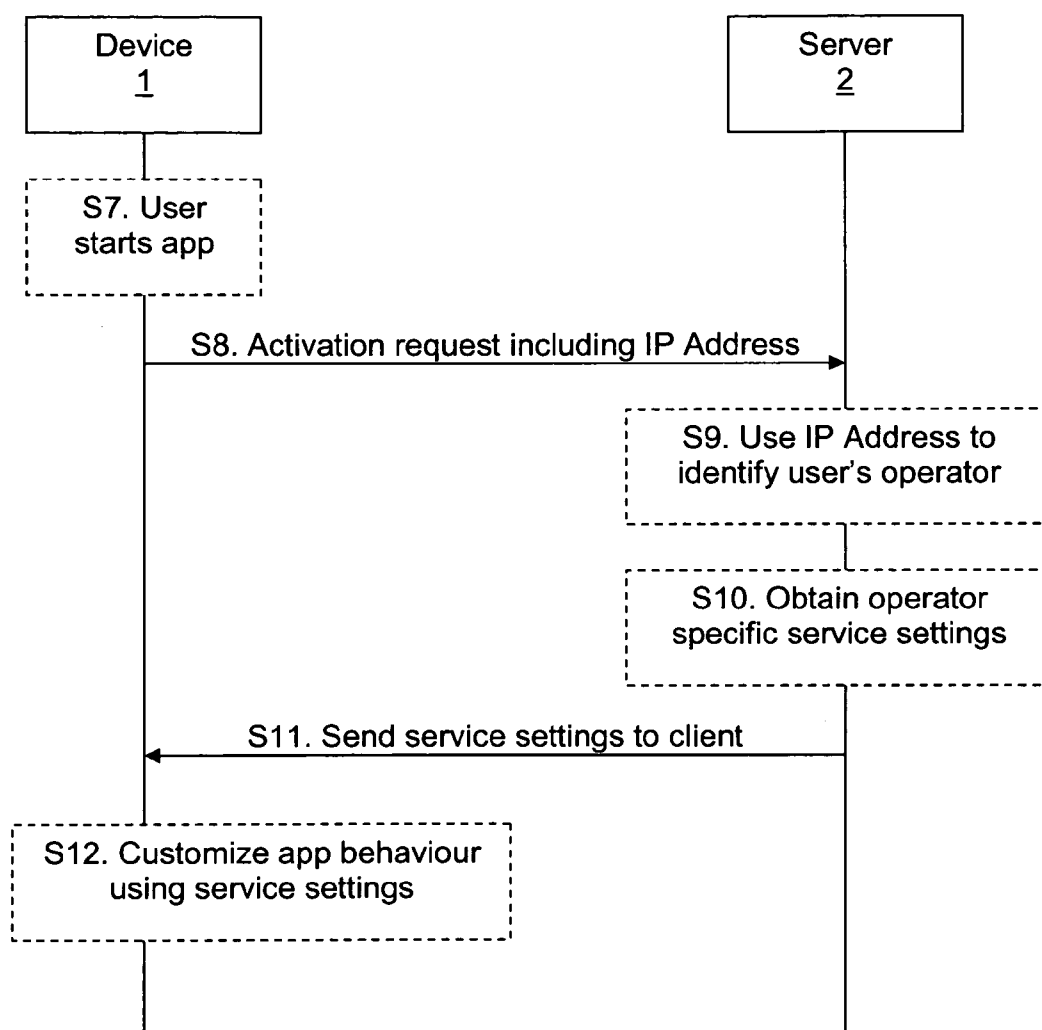 Device
1
Server
2
S7. User
starts app
S8. Activation request including IP Address
S9. Use IP Address to
identify user's operator
S10. Obtain operator
specific service settings
S11. Send service settings to client
S12. Customize app behaviour
using service settings